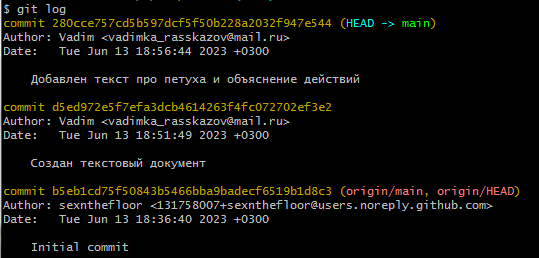 $ git log
commit 280cce757cd5b597dcf5f50b228a2032f947e544 (HEAD -> main)
Author: Vadim <vadimka_rasskazov@mail.ru>
Date:   Tue Jun 13 18:56:44 2023 +0300
Добавлен текст про петуха и объяснение действий
commit d5ed972e5f7efa3dcb4614263f4fc072702ef3e2
Author: Vadim <vadimka_rasskazov@mail.ru>
Date:   Tue Jun 13 18:51:49 2023 +0300
Создан текстовый документ
commit b5eb1cd75f50843b5466bba9badecf6519b1d8c3 (origin/main, origin/HEAD)
Author: sexnthefloor <131758007+sexnthefloor@users.noreply.github.com>
Date:   Tue Jun 13 18:36:40 2023 +0300
Initial commit